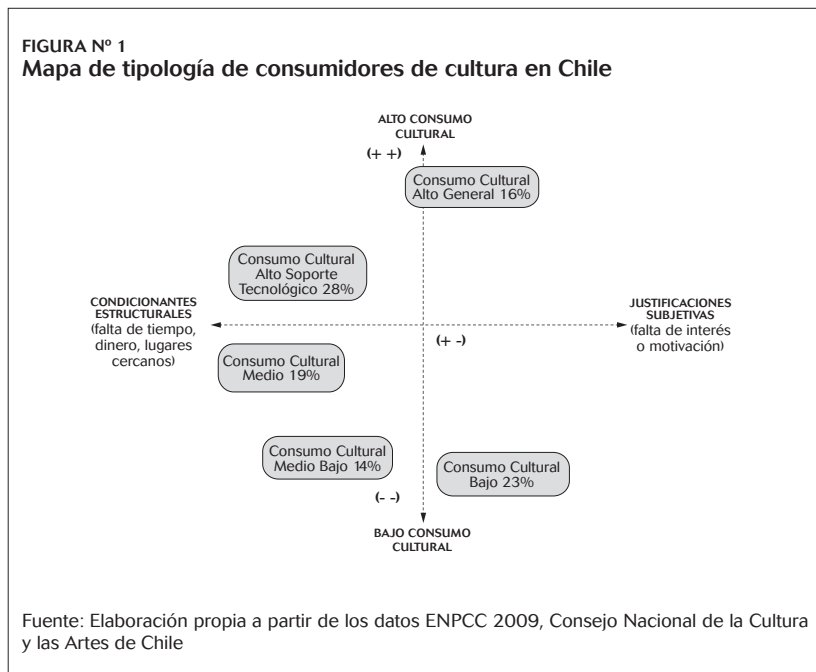 FIGURA Nº 1
Mapa de tipología de consumidores de cultura en Chile
ALTO CONSUMO
CULTURAL
(+ +)
Consumo Cultural
Alto General 16%
Consumo Cultural
Alto Soporte
Tecnológico 28%
CONDICIONANTES
ESTRUCTURALES
(falta de tiempo,
dinero, lugares
cercanos)
JUSTIFICACIONES
SUBJETIVAS
(falta de interés
o motivación)
(+ -)
Consumo Cultural
Medio 19%
Consumo Cultural
Medio Bajo 14%
Consumo Cultural
Bajo 23%
(- -)
BAJO CONSUMO
CULTURAL
Fuente: Elaboración propia a partir de los datos ENPCC 2009, Consejo Nacional de la Cultura
y las Artes de Chile